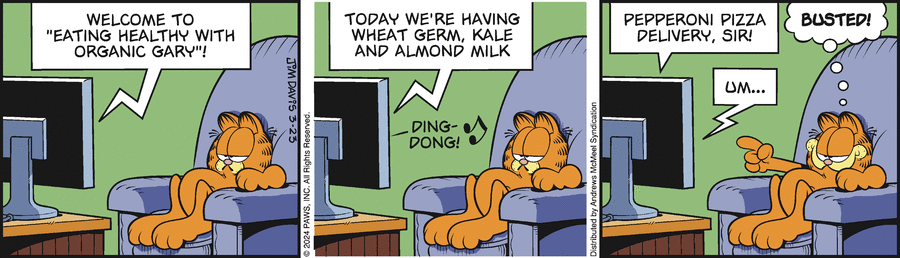 WELCOME TO
"EATING HEALTHY WITH
ORGANIC GARY"!
JIM DAVIS 3-23
© 2024 PAWS, INC. All Rights Reserved.
TODAY WE'RE HAVING
WHEAT GERM, KALE
AND ALMOND MILK
DING-
DONG!
Distributed by Andrews McMeel Syndication
PEPPERONI PIZZA
DELIVERY, SIR!
UM...
BUSTED!